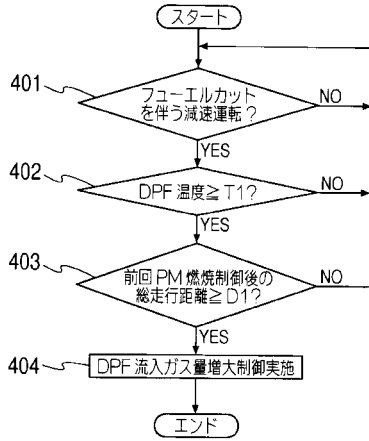 スタート
401
フューエルカット
を伴う減速運転?
NO
YES
402
DPF 温度≧T1?
NO
YES
403
前回 PM 燃焼制御後の
総走行距離≧D1?
NO
YES
404
DPF 流入ガス量増大制御実施
エンド